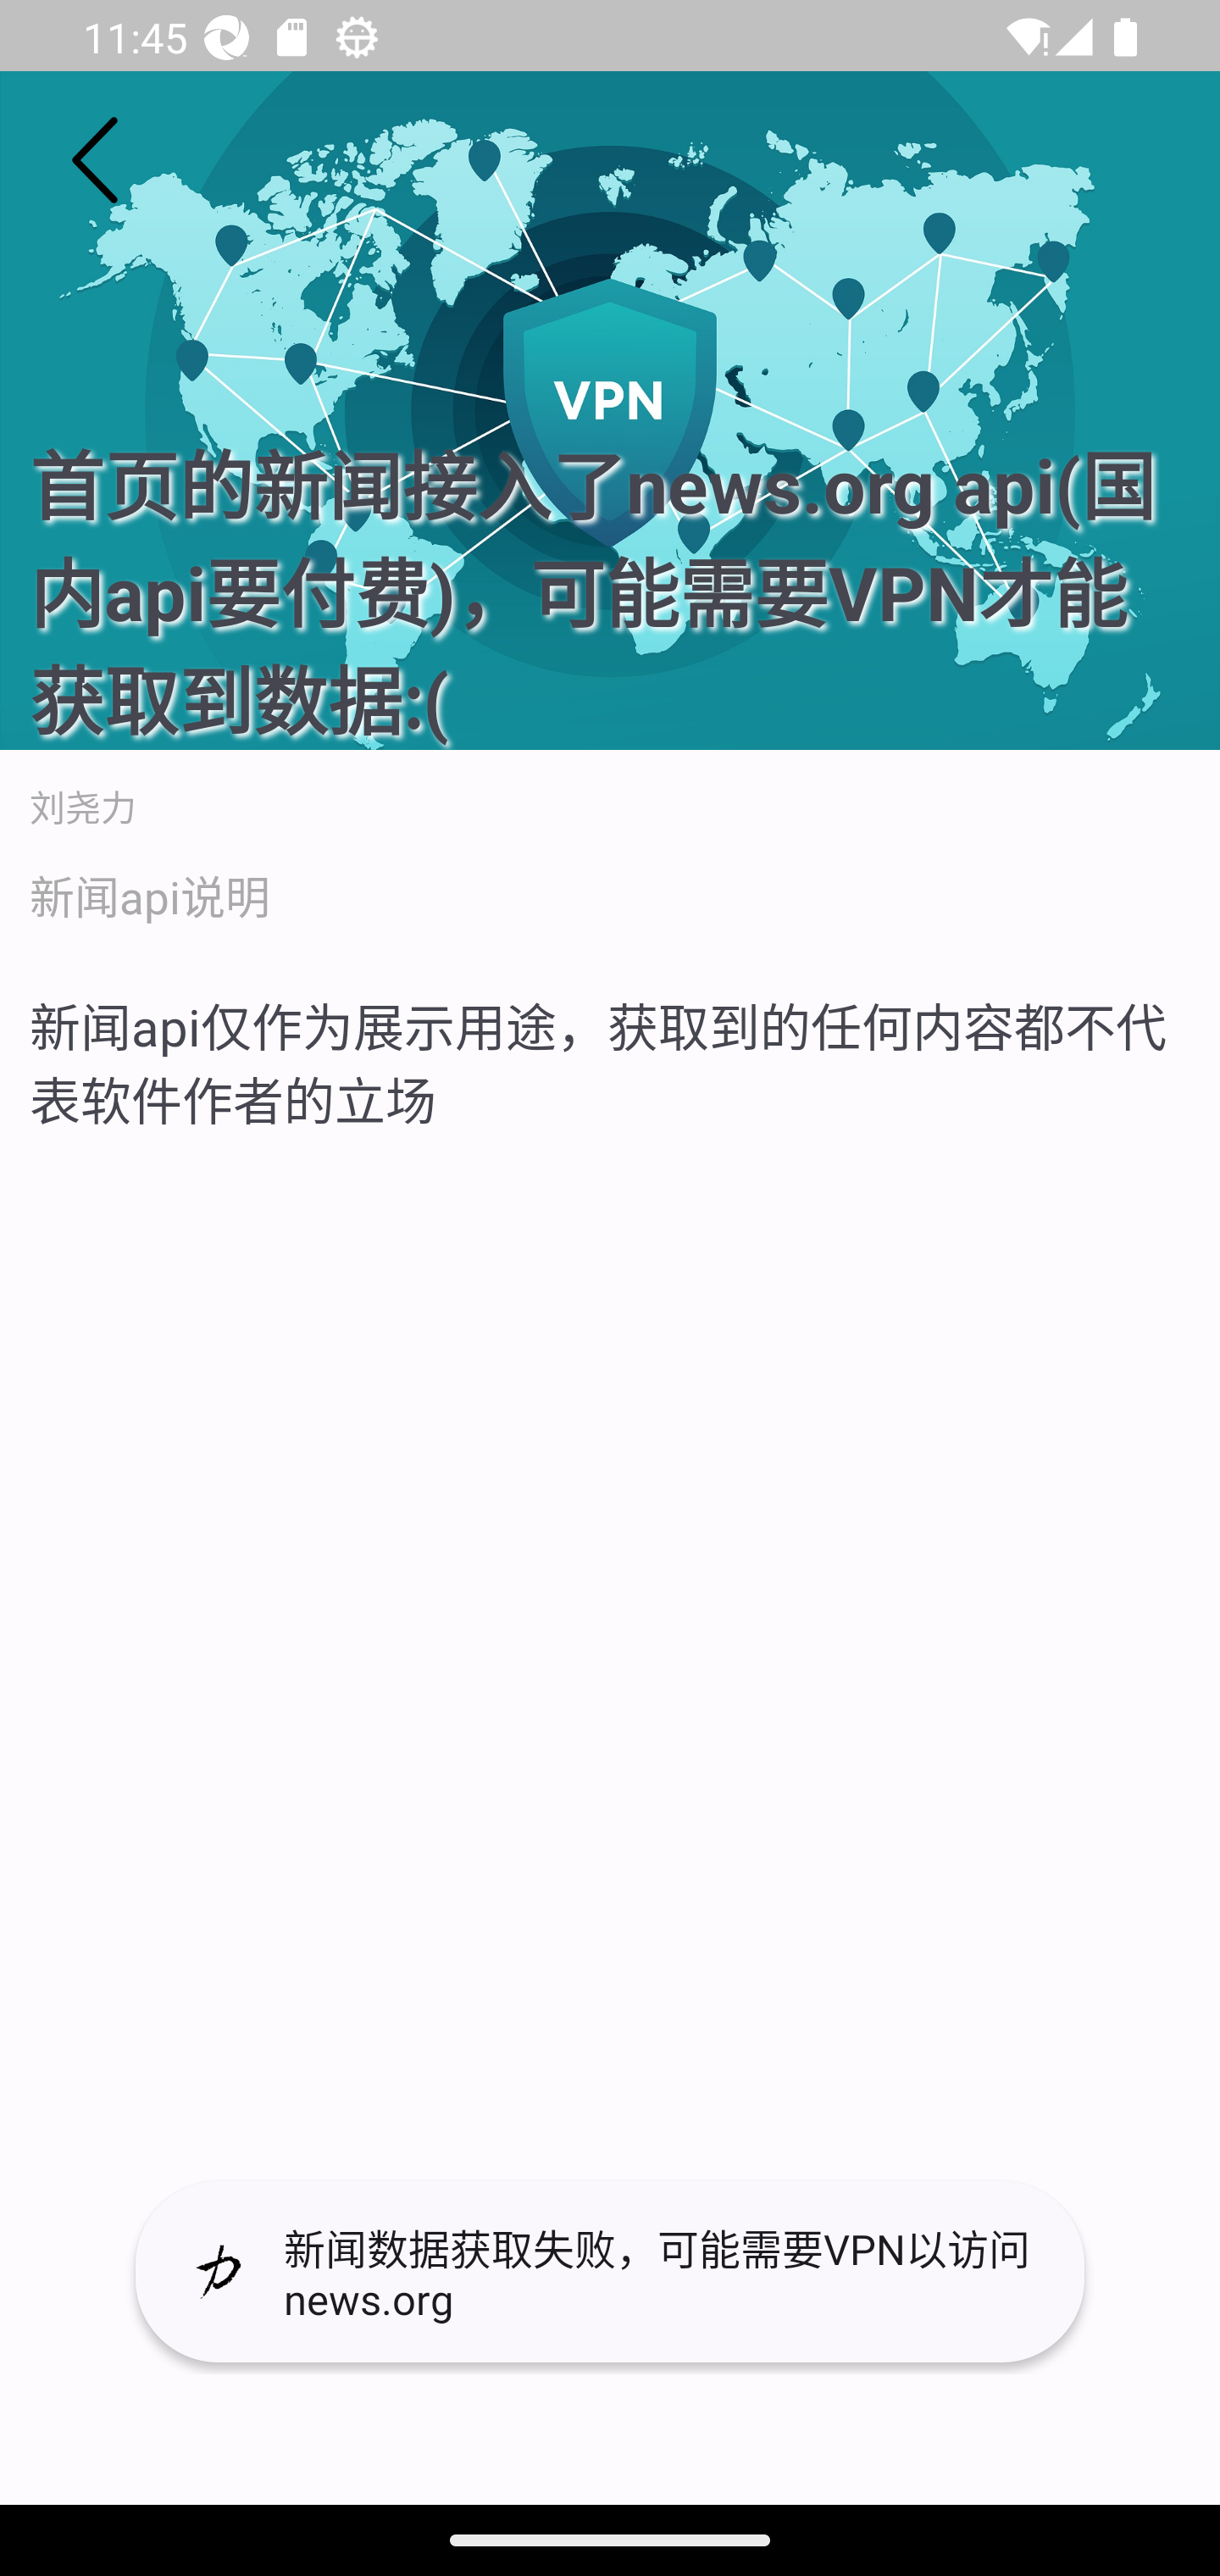 11:45
VPN
首页的新闻接入了news.org api(国
内api要付费)，可能需要VPN才能
获取到数据:(
刘尧力
新闻api说明
新闻api仅作为展示用途，获取到的任何内容都不代
表软件作者的立场
力
新闻数据获取失败，可能需要VPN以访问
news.org